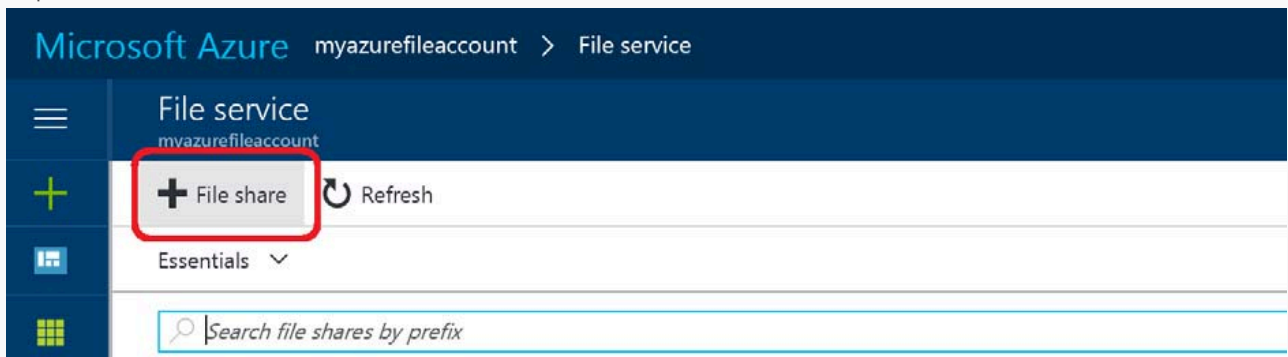 Microsoft Azure myazurefileaccount > File service
File service
myazurefileaccount
+ File share Refresh
Essentials
Search file shares by prefix